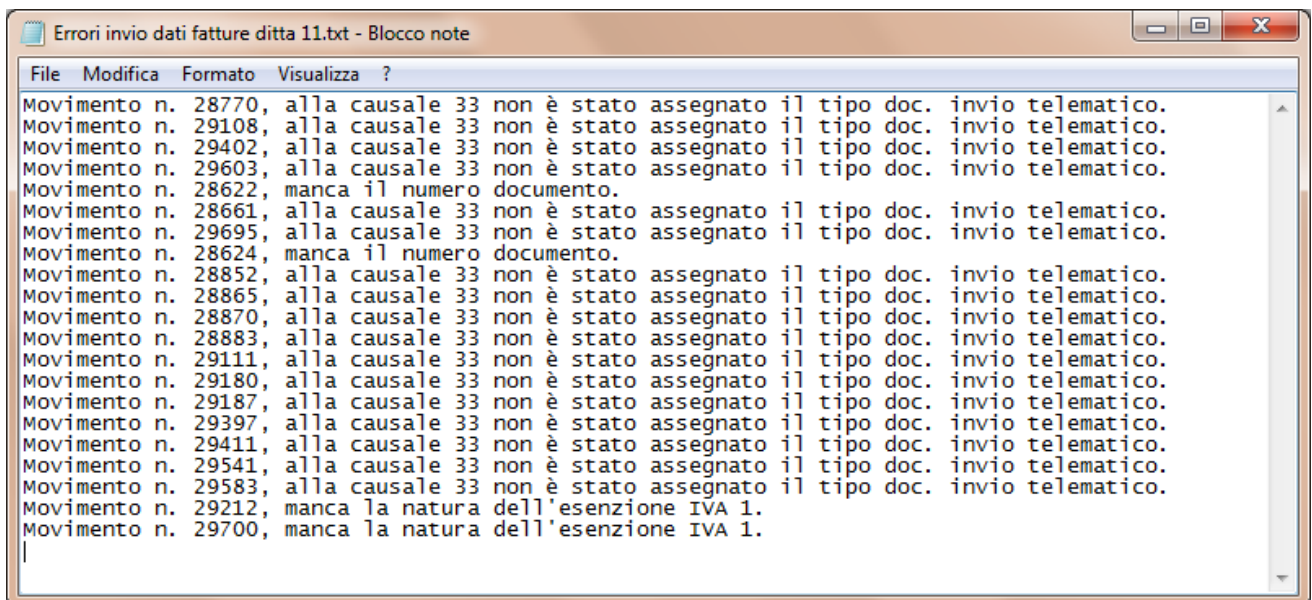 Errori invio dati fatture ditta 11.txt - Blocco note
File Modifica Formato Visualizza ?
Movimento n. 28770, alla causale 33 non è stato assegnato il tipo doc. invio telematico.
Movimento n. 29108, alla causale 33 non è stato assegnato il tipo doc. invio telematico.
Movimento n. 29402, alla causale 33 non è stato assegnato il tipo doc. invio telematico.
Movimento n. 29603, alla causale 33 non è stato assegnato il tipo doc. invio telematico.
Movimento n. 28622, manca il numero documento.
Movimento n. 28661, alla causale 33 non è stato assegnato il tipo doc. invio telematico.
Movimento n. 29695, alla causale 33 non è stato assegnato il tipo doc. invio telematico.
Movimento n. 28624, manca il numero documento.
Movimento n. 28852, alla causale 33 non è stato assegnato il tipo doc. invio telematico.
Movimento n. 28865, alla causale 33 non è stato assegnato il tipo doc. invio telematico.
Movimento n. 28870, alla causale 33 non è stato assegnato il tipo doc. invio telematico.
Movimento n. 28883, alla causale 33 non è stato assegnato il tipo doc. invio telematico.
Movimento n. 29111, alla causale 33 non è stato assegnato il tipo doc. invio telematico.
Movimento n. 29180, alla causale 33 non è stato assegnato il tipo doc. invio telematico.
Movimento n. 29187, alla causale 33 non è stato assegnato il tipo doc. invio telematico.
Movimento n. 29397, alla causale 33 non è stato assegnato il tipo doc. invio telematico.
Movimento n. 29411, alla causale 33 non è stato assegnato il tipo doc. invio telematico.
Movimento n. 29541, alla causale 33 non è stato assegnato il tipo doc. invio telematico.
Movimento n. 29583, alla causale 33 non è stato assegnato il tipo doc. invio telematico.
Movimento n. 29212, manca la natura dell'esenzione IVA 1.
Movimento n. 29700, manca la natura dell'esenzione IVA 1.